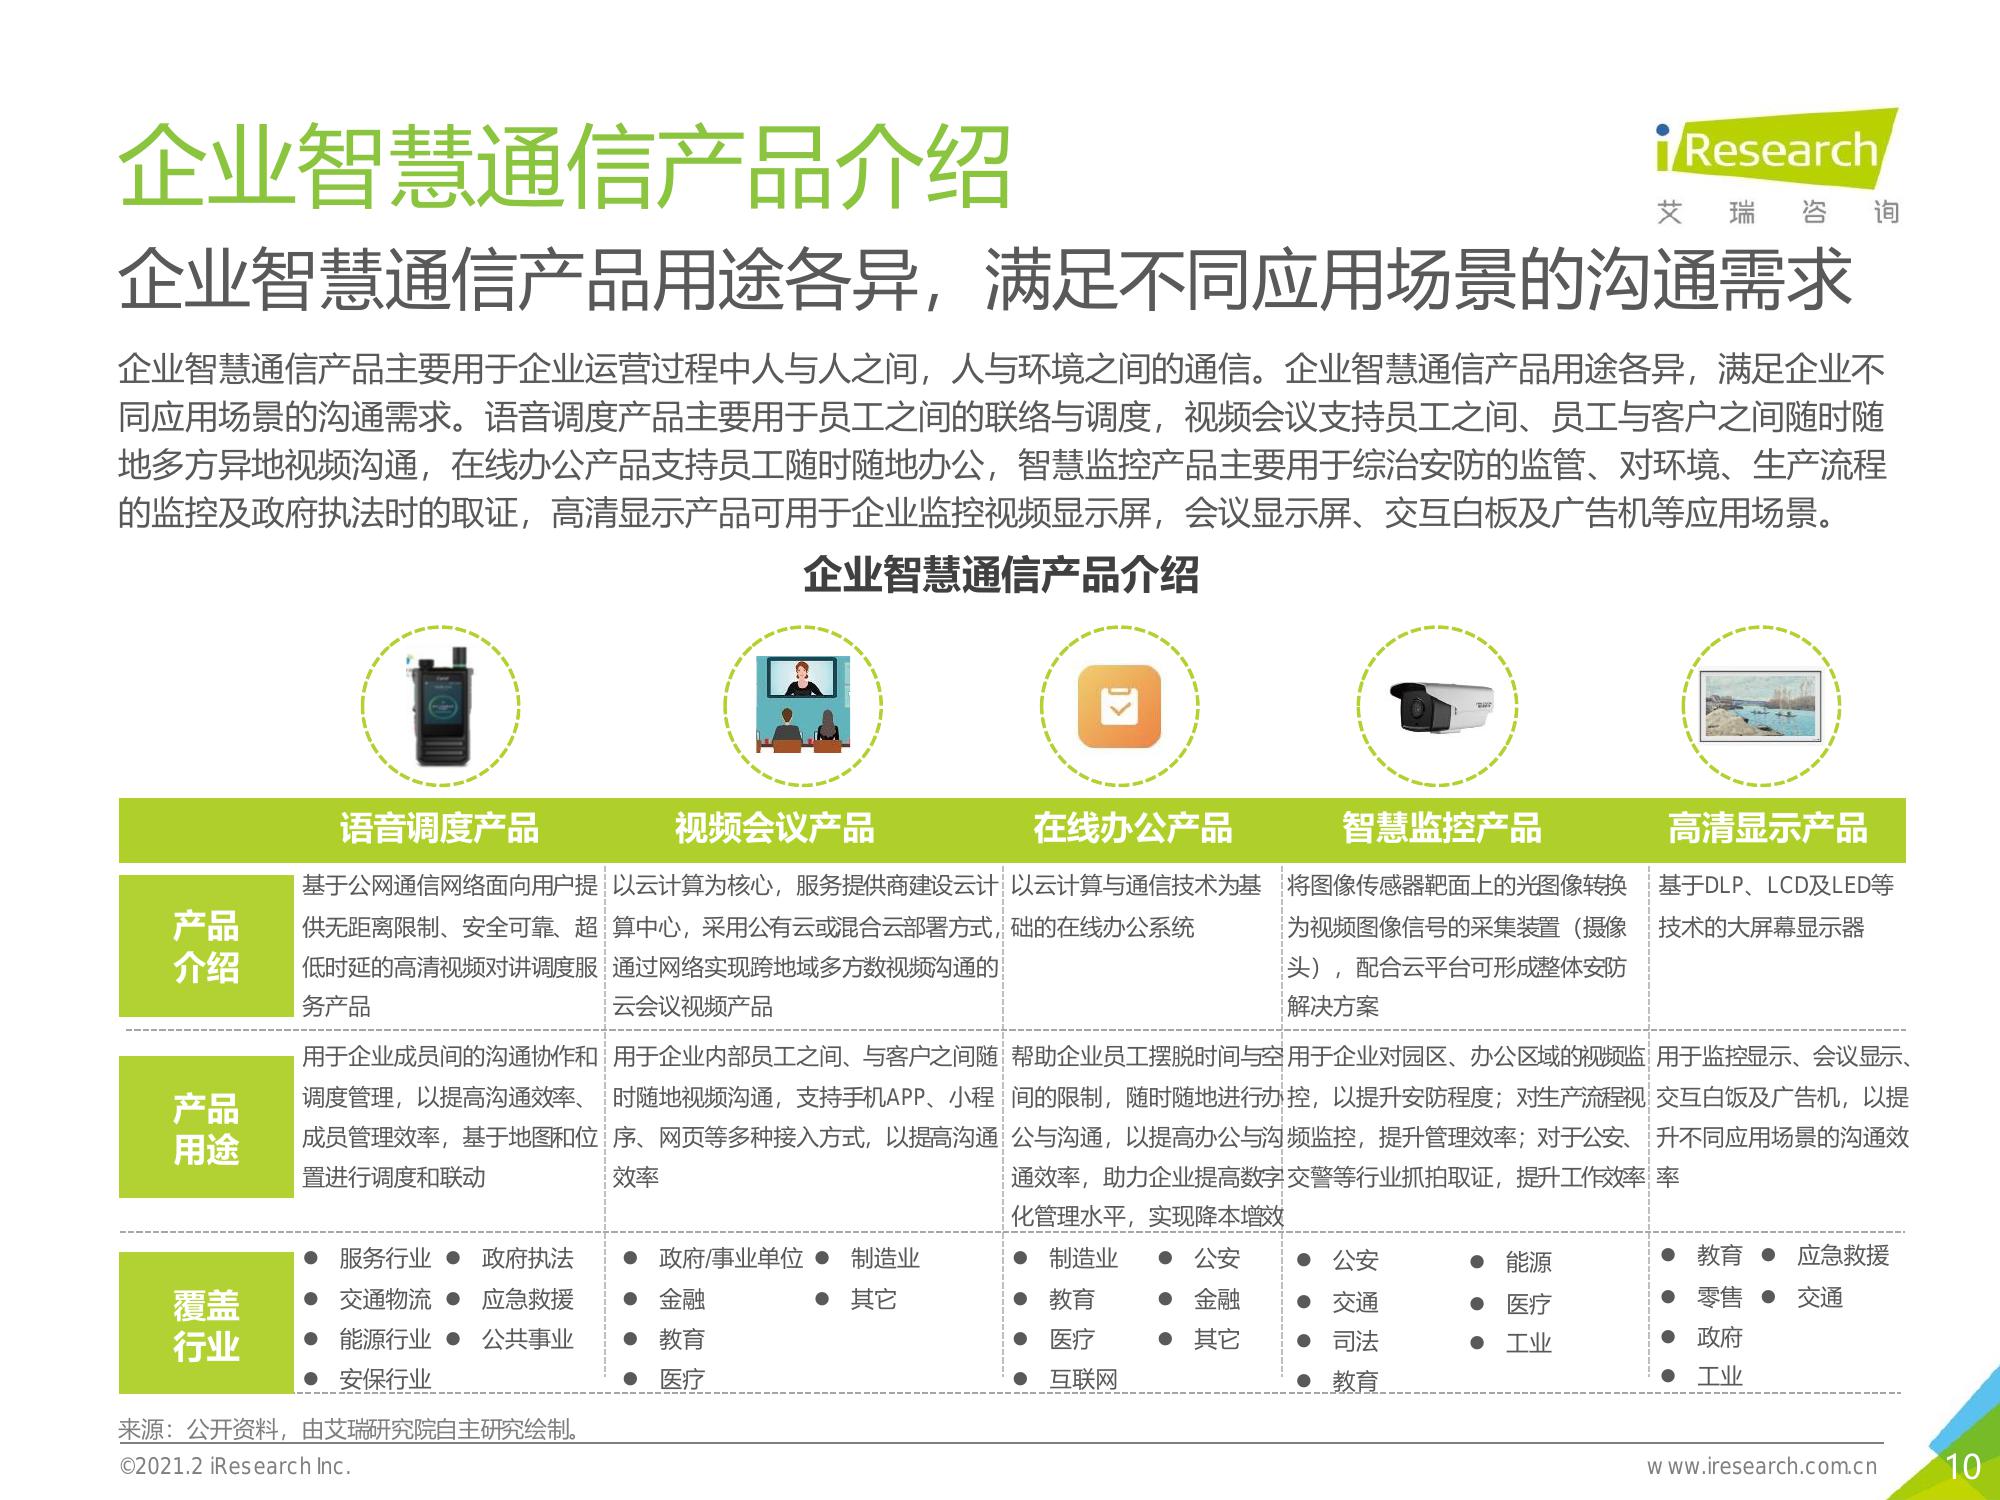 企业智慧通信产品介绍
iResearch
艾瑞咨询
企业智慧通信产品用途各异，满足不同应用场景的沟通需求
企业智慧通信产品主要用于企业运营过程中人与人之间，人与环境之间的通信。企业智慧通信产品用途各异，满足企业不
同应用场景的沟通需求。语音调度产品主要用于员工之间的联络与调度，视频会议支持员工之间、员工与客户之间随时随
地多方异地视频沟通，在线办公产品支持员工随时随地办公，智慧监控产品主要用于综治安防的监管、对环境、生产流程
的监控及政府执法时的取证，高清显示产品可用于企业监控视频显示屏，会议显示屏、交互白板及广告机等应用场景。
企业智慧通信产品介绍
语音调度产品
视频会议产品
在线办公产品
智慧监控产品
高清显示产品
产品
介绍
基于公网通信网络面向用户提
供无距离限制、安全可靠、超
低时延的高清视频对讲调度服
务产品
以云计算为核心，服务提供商建设云计
算中心，采用公有云或混合云部署方式，
通过网络实现跨地域多方数视频沟通的
云会议视频产品
以云计算与通信技术为基
础的在线办公系统
将图像传感器靶面上的光图像转换
为视频图像信号的采集装置（摄像
头），配合云平台可形成整体安防
解决方案
基于DLP、LCD及LED等
技术的大屏幕显示器
产品
用途
用于企业成员间的沟通协作和
调度管理，以提高沟通效率、
成员管理效率，基于地图和位
置进行调度和联动
用于企业内部员工之间、与客户之间随
时随地视频沟通，支持手机APP、小程
序、网页等多种接入方式，以提高沟通
效率
帮助企业员工摆脱时间与空
间的限制，随时随地进行办
公与沟通，以提高办公与沟
通效率，助力企业提高数字
化管理水平，实现降本增效
用于企业对园区、办公区域的视频监
控，以提升安防程度；对生产流程视
频监控，提升管理效率；对于公安、
交警等行业抓拍取证，提升工作效率
用于监控显示、会议显示、
交互白饭及广告机，以提
升不同应用场景的沟通效
率
覆盖
行业
● 服务行业 ● 政府执法
● 交通物流 ● 应急救援
● 能源行业 ● 公共事业
● 安保行业
● 政府/事业单位 ● 制造业
● 金融 ● 其它
● 教育
● 医疗
● 制造业 ● 公安
● 教育 ● 金融
● 医疗 ● 其它
● 互联网
● 公安 ● 能源
● 交通 ● 医疗
● 司法 ● 工业
● 教育
● 教育 ● 应急救援
● 零售 ● 交通
● 政府
● 工业
来源：公开资料，由艾瑞研究院自主研究绘制。
©2021.2 iResearch Inc.
www.iresearch.com.cn
10